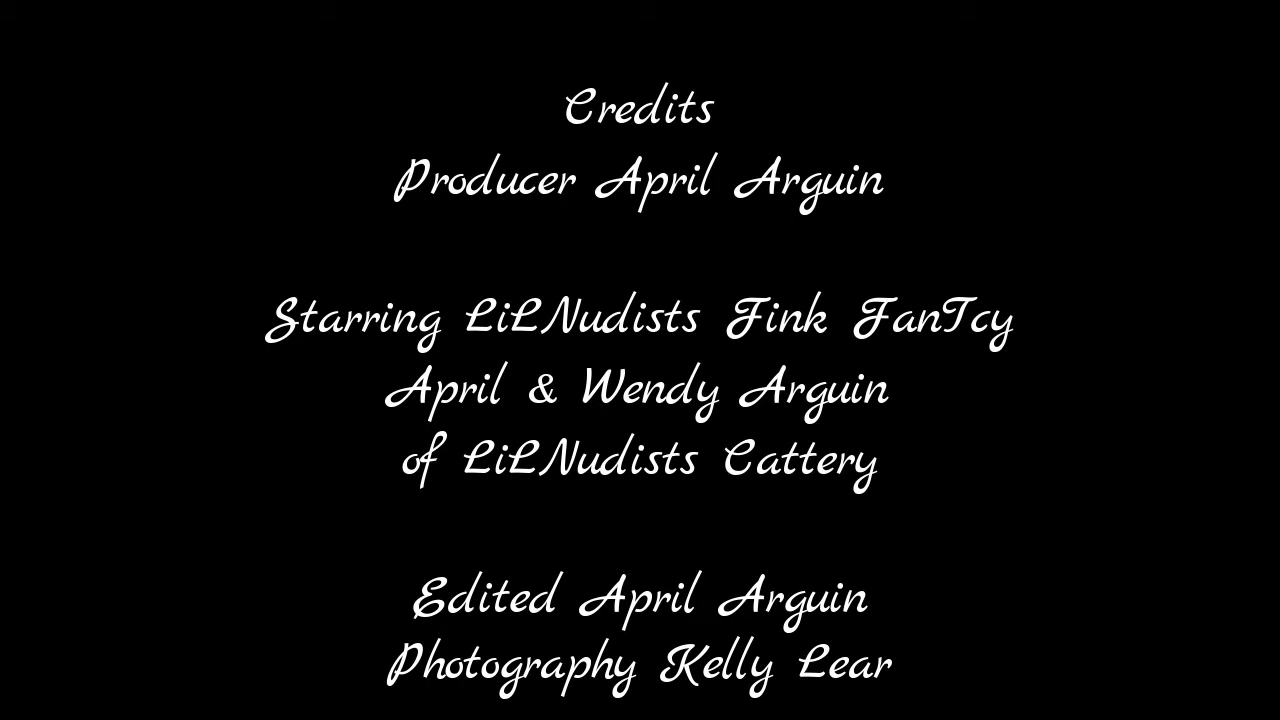 Credits
Producer April Arguin
Starring LiLNudists Fink FanTcy
April & Wendy Arguin
of LiLNudists Cattery
Edited April Arguin
Photography Kelly Lear